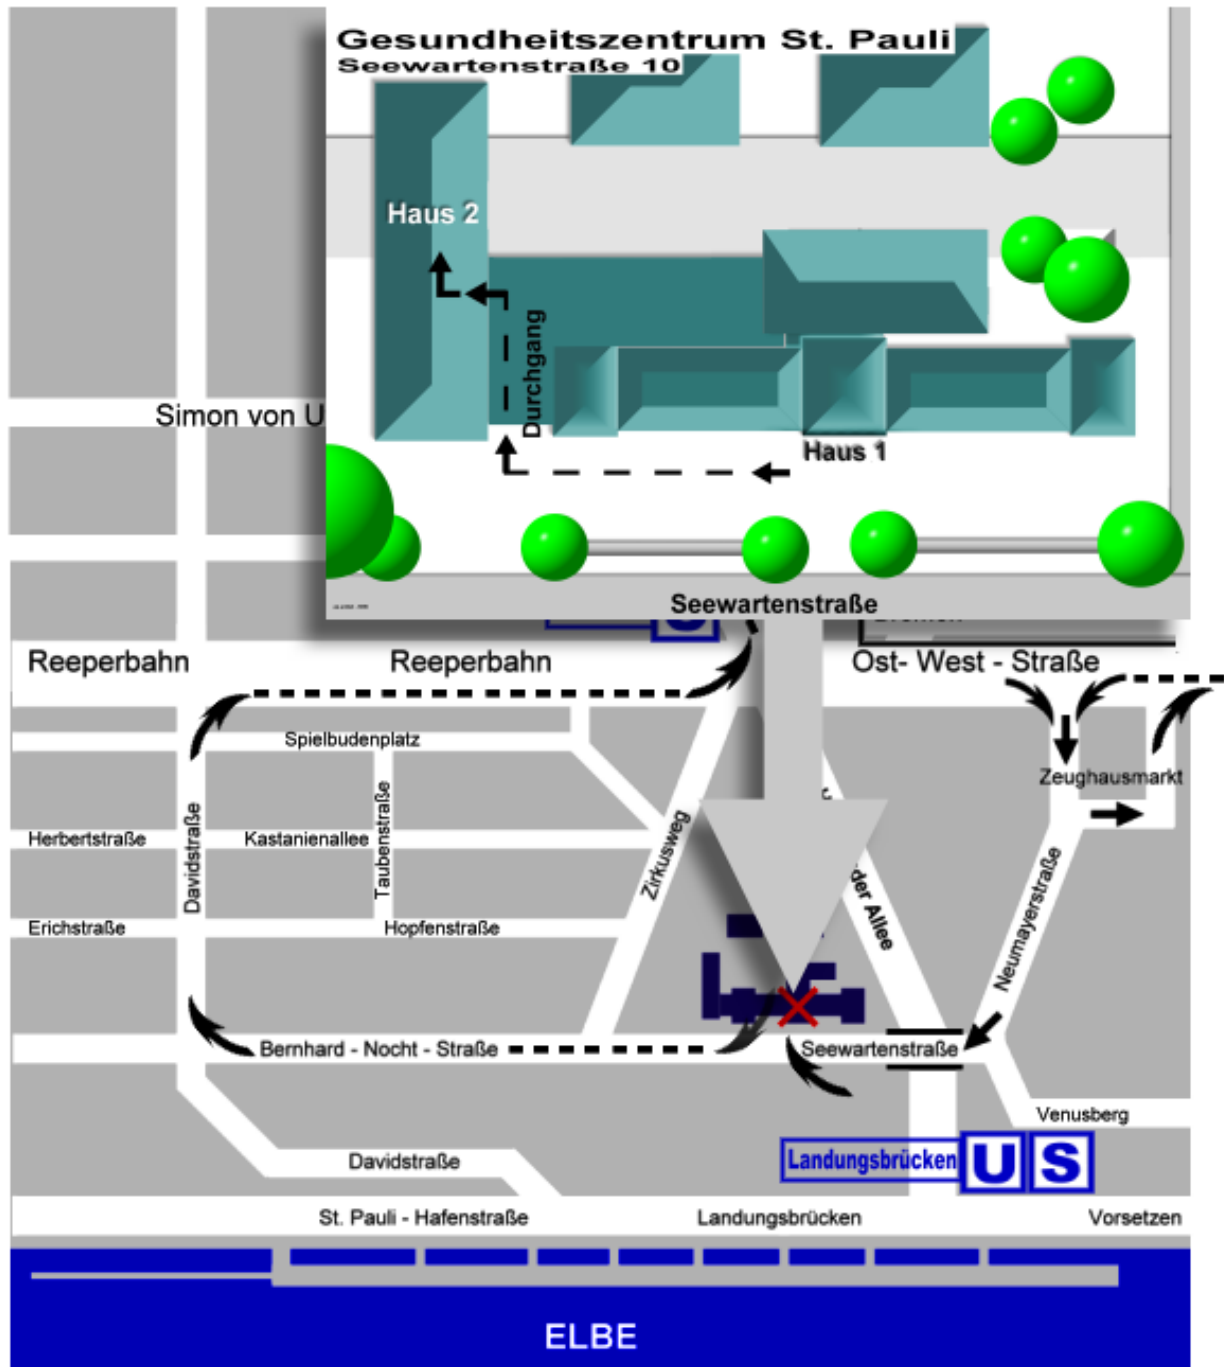 Gesundheitszentrum St. Pauli
Seewartenstraße 10
Haus 2
Durchgang
Haus 1
Simon von U
Seewartenstraße
U
Reeperbahn
Reeperbahn
Ost- West - Straße
Spielbudenplatz
Zeughausmarkt
Herbertstraße
Davidstraße
Kastanienallee
Taubenstraße
Zirkusweg
der Allee
Neumayerstraße
Erichstraße
Hopfenstraße
Bernhard - Nocht - Straße
Seewartenstraße
Venusberg
Landungsbrücken U S
Davidstraße
St. Pauli - Hafenstraße
Landungsbrücken
Vorsetzen
ELBE